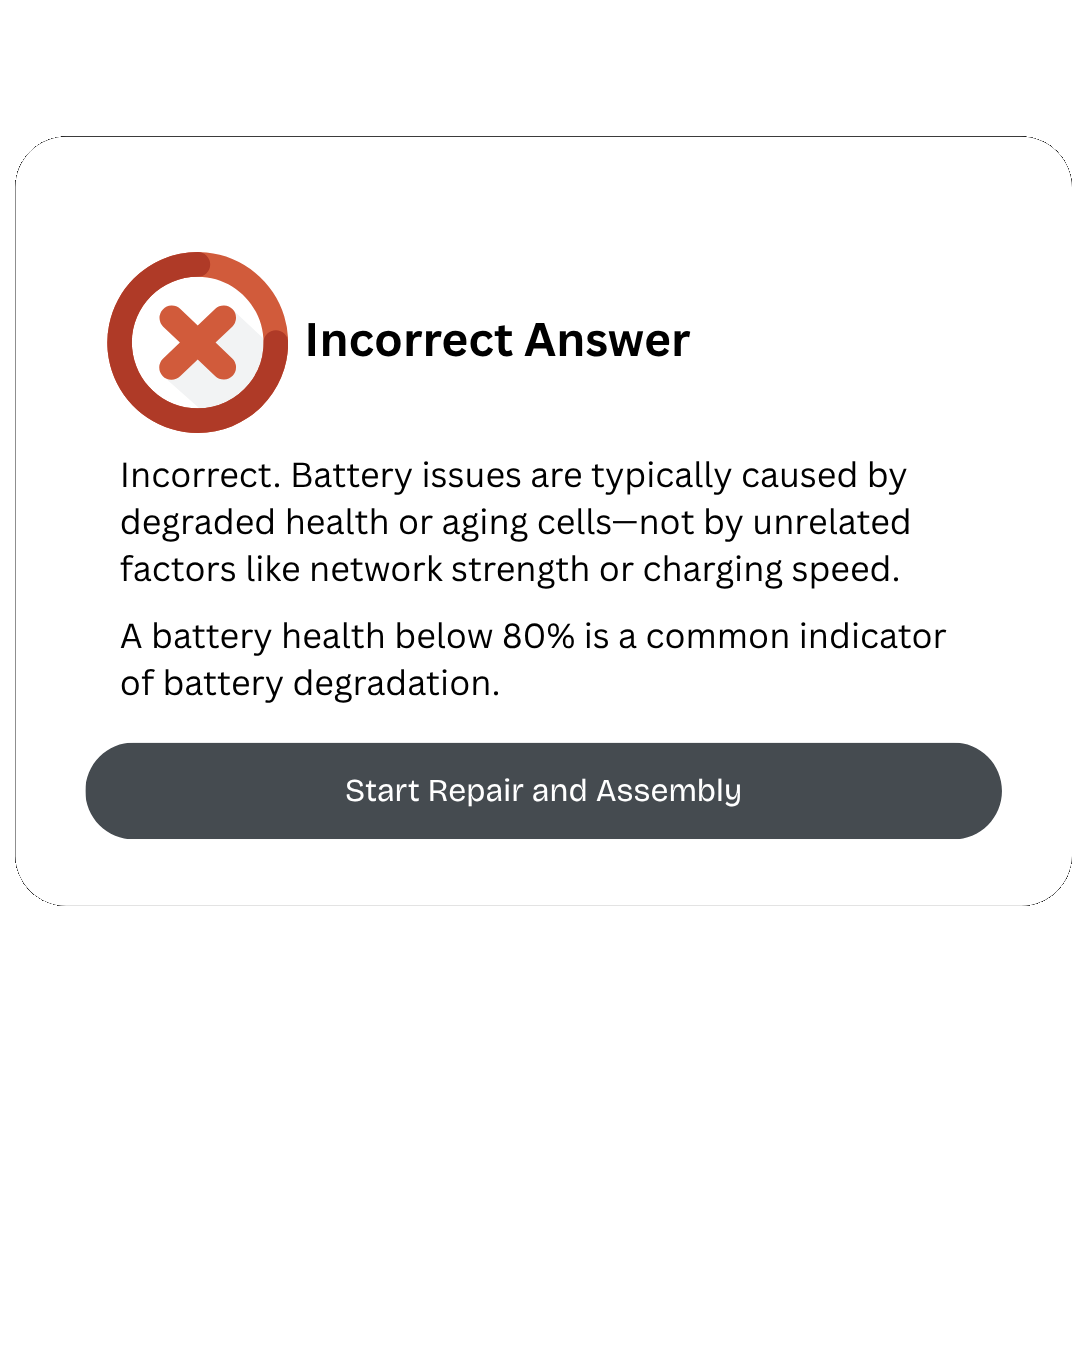 Incorrect Answer
Incorrect. Battery issues are typically caused by
degraded health or aging cells—not by unrelated
factors like network strength or charging speed.
A battery health below 80% is a common indicator
of battery degradation.
Start Repair and Assembly